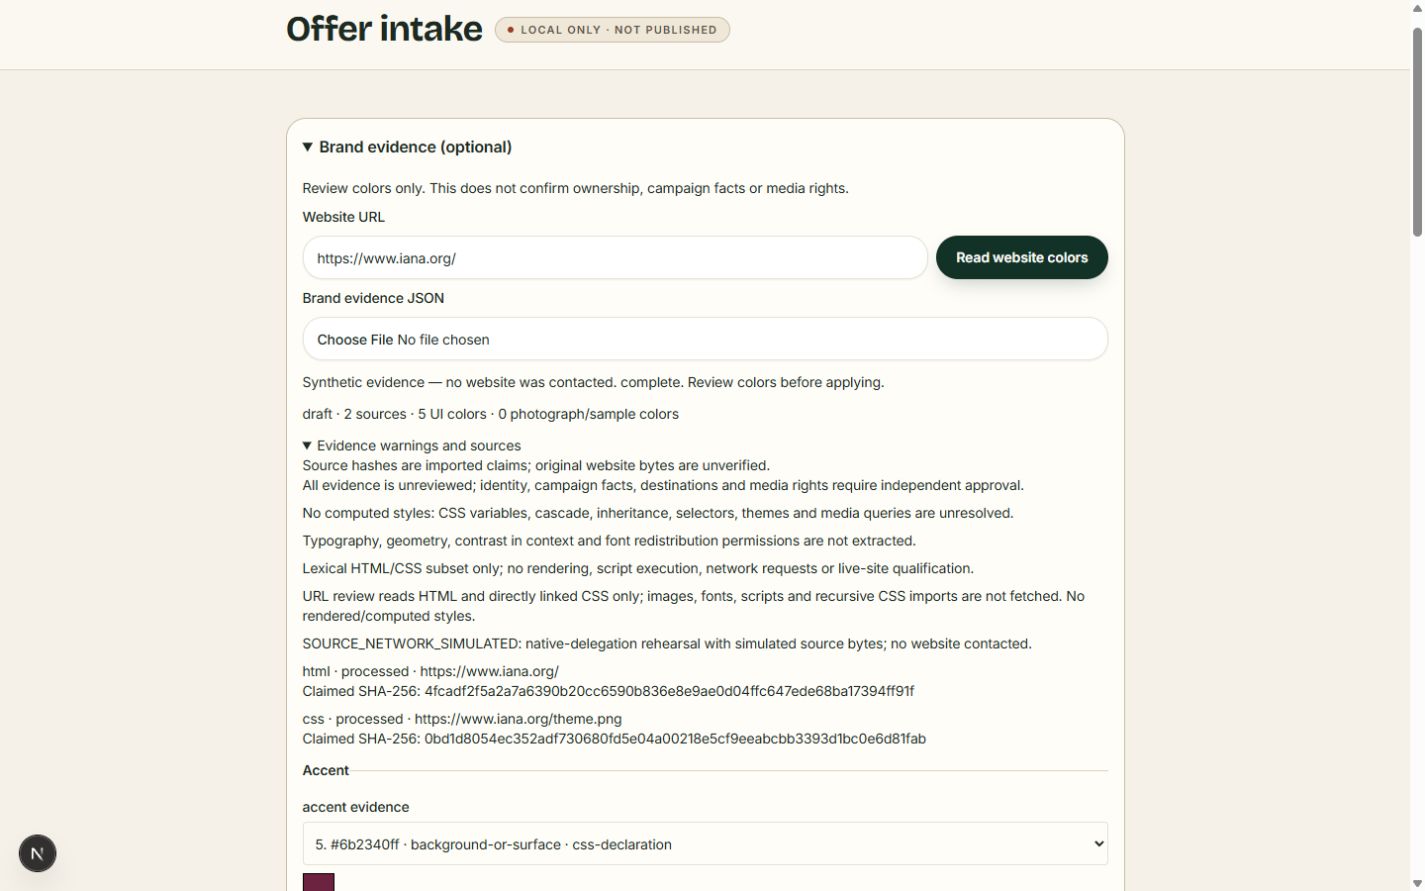 Offer intake
LOCAL ONLY · NOT PUBLISHED
▼ Brand evidence (optional)
Review colors only. This does not confirm ownership, campaign facts or media rights.
Website URL
https://www.iana.org/
Read website colors
Brand evidence JSON
Choose File No file chosen
Synthetic evidence — no website was contacted. complete. Review colors before applying.
draft · 2 sources · 5 UI colors · 0 photograph/sample colors
▼ Evidence warnings and sources
Source hashes are imported claims; original website bytes are unverified.
All evidence is unreviewed; identity, campaign facts, destinations and media rights require independent approval.
No computed styles: CSS variables, cascade, inheritance, selectors, themes and media queries are unresolved.
Typography, geometry, contrast in context and font redistribution permissions are not extracted.
Lexical HTML/CSS subset only; no rendering, script execution, network requests or live-site qualification.
URL review reads HTML and directly linked CSS only; images, fonts, scripts and recursive CSS imports are not fetched. No
rendered/computed styles.
SOURCE_NETWORK_SIMULATED: native-delegation rehearsal with simulated source bytes; no website contacted.
html · processed · https://www.iana.org/
Claimed SHA-256: 4fcadf2f5a2a7a6390b20cc6590b836e8e9ae0d04ffc647ede68ba17394ff91f
css · processed · https://www.iana.org/theme.png
Claimed SHA-256: 0bd1d8054ec352adf730680fd5e04a00218e5cf9eeabcbb3393d1bc0e6d81fab
Accent
accent evidence
5. #6b2340ff · background-or-surface · css-declaration
N